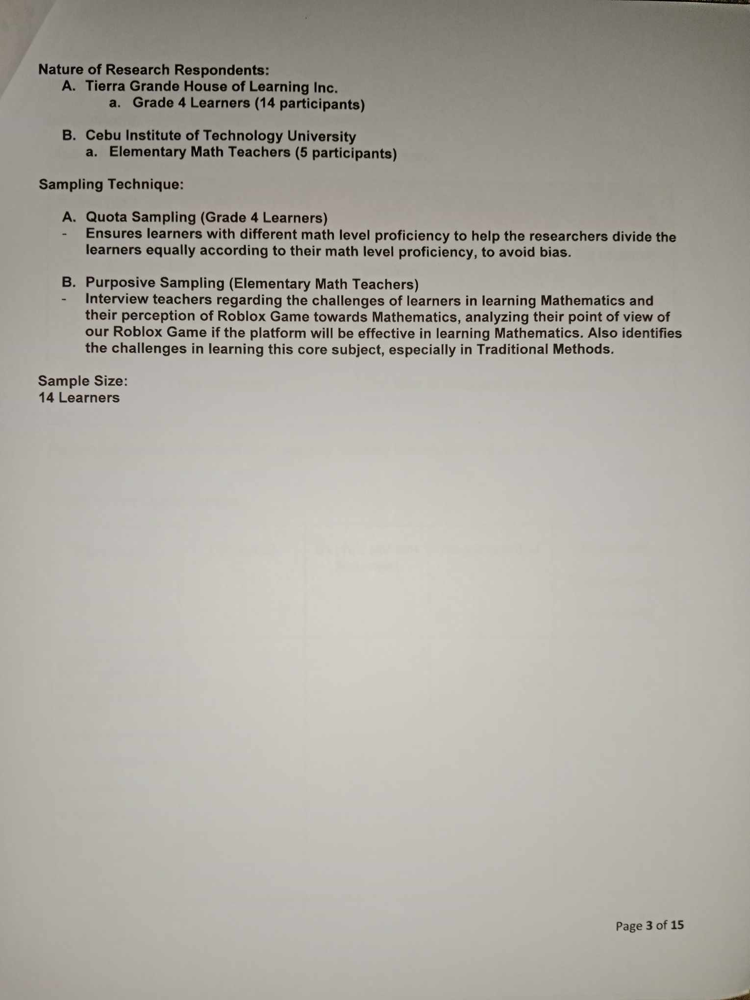 Nature of Research Respondents:
A. Tierra Grande House of Learning Inc.
a. Grade 4 Learners (14 participants)
B. Cebu Institute of Technology University
a. Elementary Math Teachers (5 participants)
Sampling Technique:
A. Quota Sampling (Grade 4 Learners)
- Ensures learners with different math level proficiency to help the researchers divide the
learners equally according to their math level proficiency, to avoid bias.
B. Purposive Sampling (Elementary Math Teachers)
- Interview teachers regarding the challenges of learners in learning Mathematics and
their perception of Roblox Game towards Mathematics, analyzing their point of view of
our Roblox Game if the platform will be effective in learning Mathematics. Also identifies
the challenges in learning this core subject, especially in Traditional Methods.
Sample Size:
14 Learners
Page 3 of 15